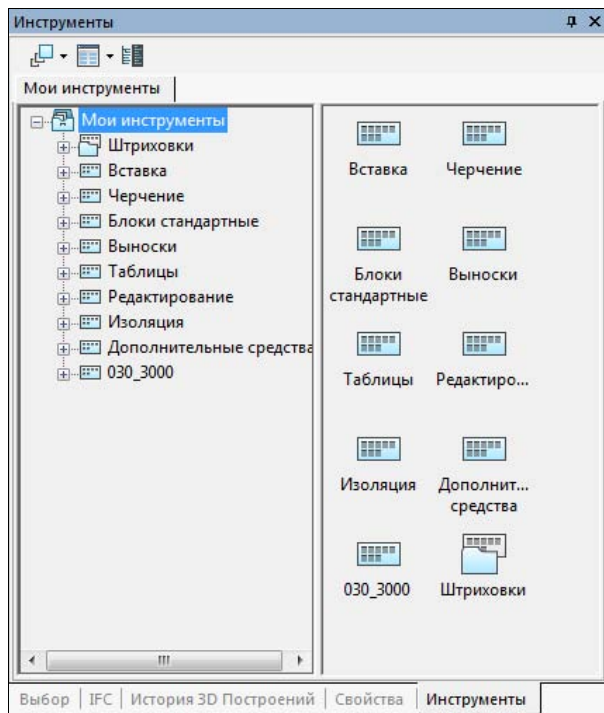 Инструменты
Мои инструменты
Мои инструменты
Штриховки
Вставка
Черчение
Блоки стандартные
Выноски
Таблицы
Редактирование
Изоляция
Дополнительные средства
030_3000
Вставка Черчение
Блоки стандартные Выноски
Таблицы Редактиро...
Изоляция Дополнит... средства
030_3000 Штриховки
Выбор IFC История 3D Построений Свойства Инструменты